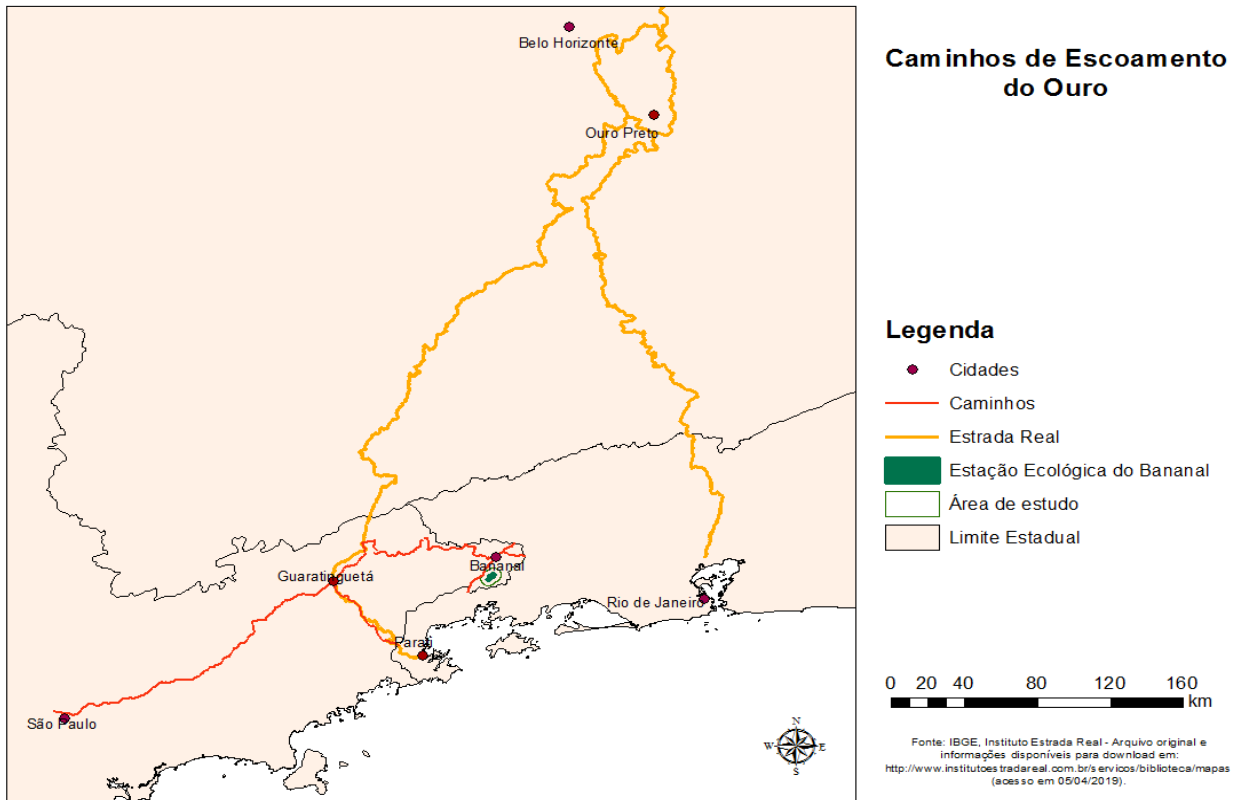 Belo Horizonte
Ouro Preto
Guaratinguetá
Bananal
Rio de Janeiro
Parati
São Paulo
N
W E
S
Caminhos de Escoamento
do Ouro
Legenda
Cidades
Caminhos
Estrada Real
Estação Ecológica do Bananal
Área de estudo
Limite Estadual
0 20 40 80 120 160
km
Fonte: IBGE, Instituto Estrada Real - Arquivo original e
informações disponíveis para download em:
http://www.institutoestradareal.com.br/servicos/biblioteca/mapas
(acesso em 05/04/2019).